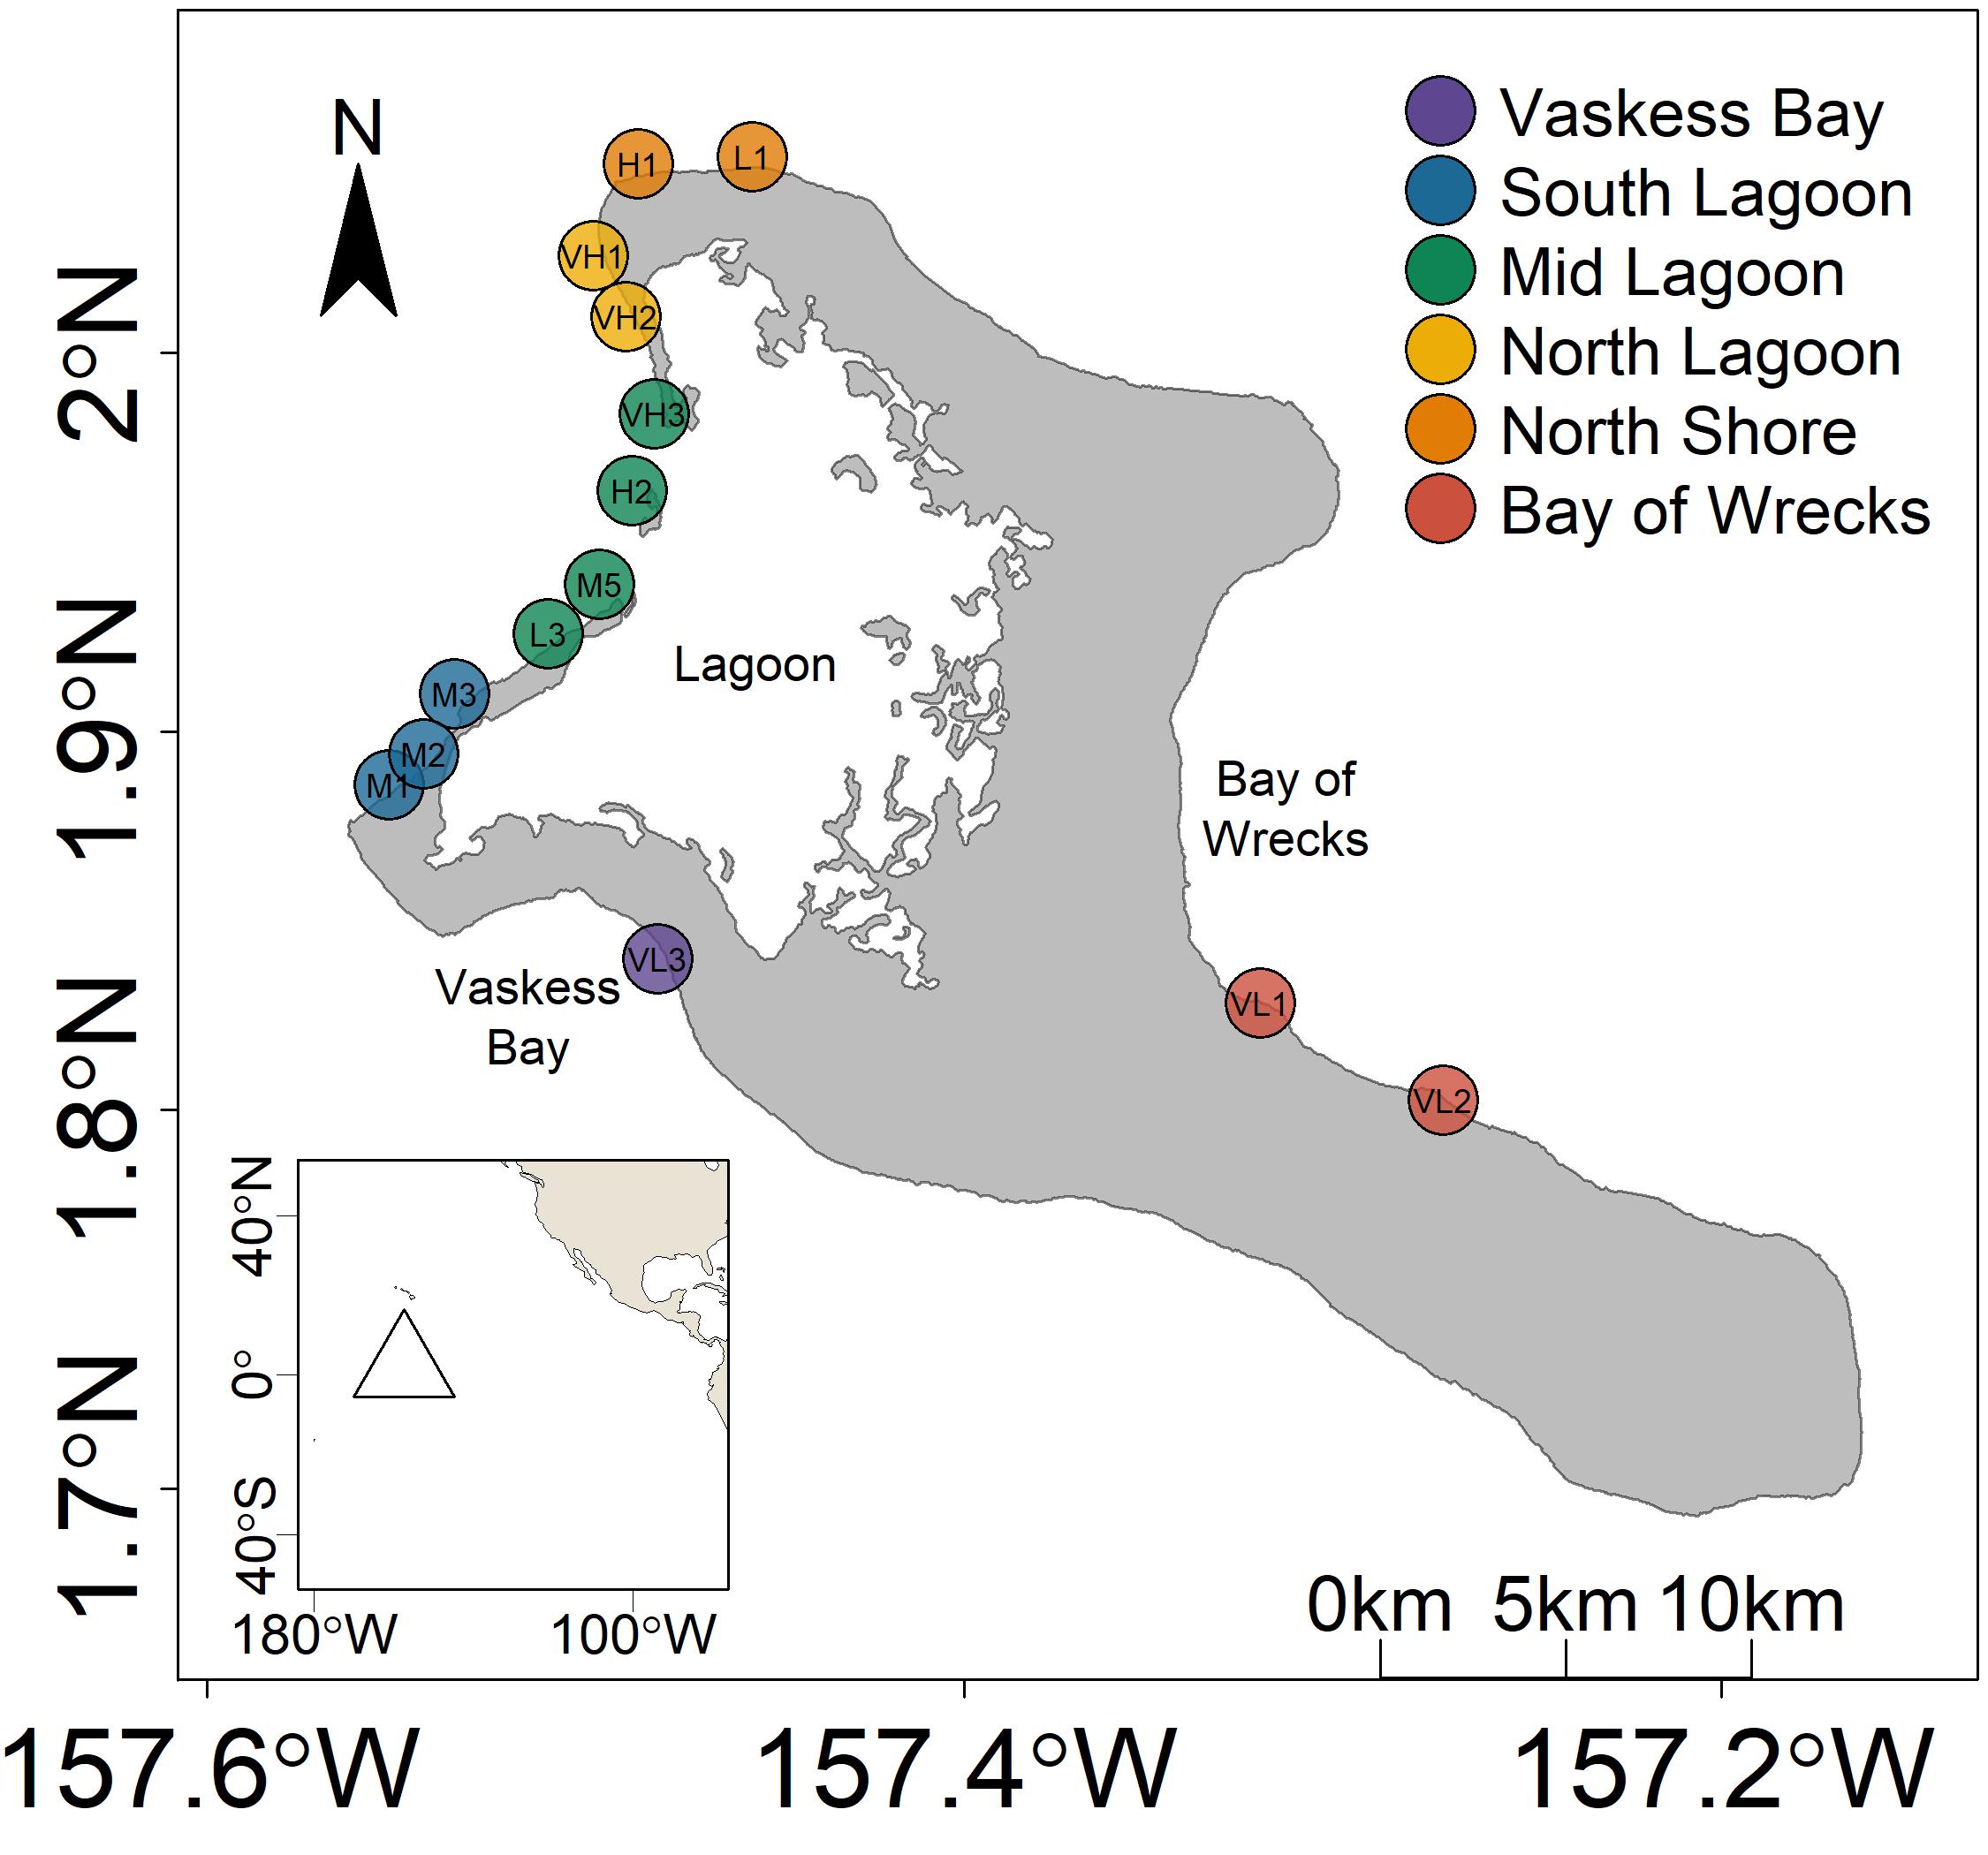 N
Vaskess Bay
South Lagoon
Mid Lagoon
North Lagoon
North Shore
Bay of Wrecks
H1
L1
VH1
VH2
VH3
H2
M5
L3
M3
M2
M1
Lagoon
Bay of
Wrecks
VL3
Vaskess
Bay
VL1
VL2
2°N
1.9°N
1.8°N
1.7°N
40°N
0°
40°S
180°W 100°W
0km 5km 10km
157.6°W 157.4°W 157.2°W